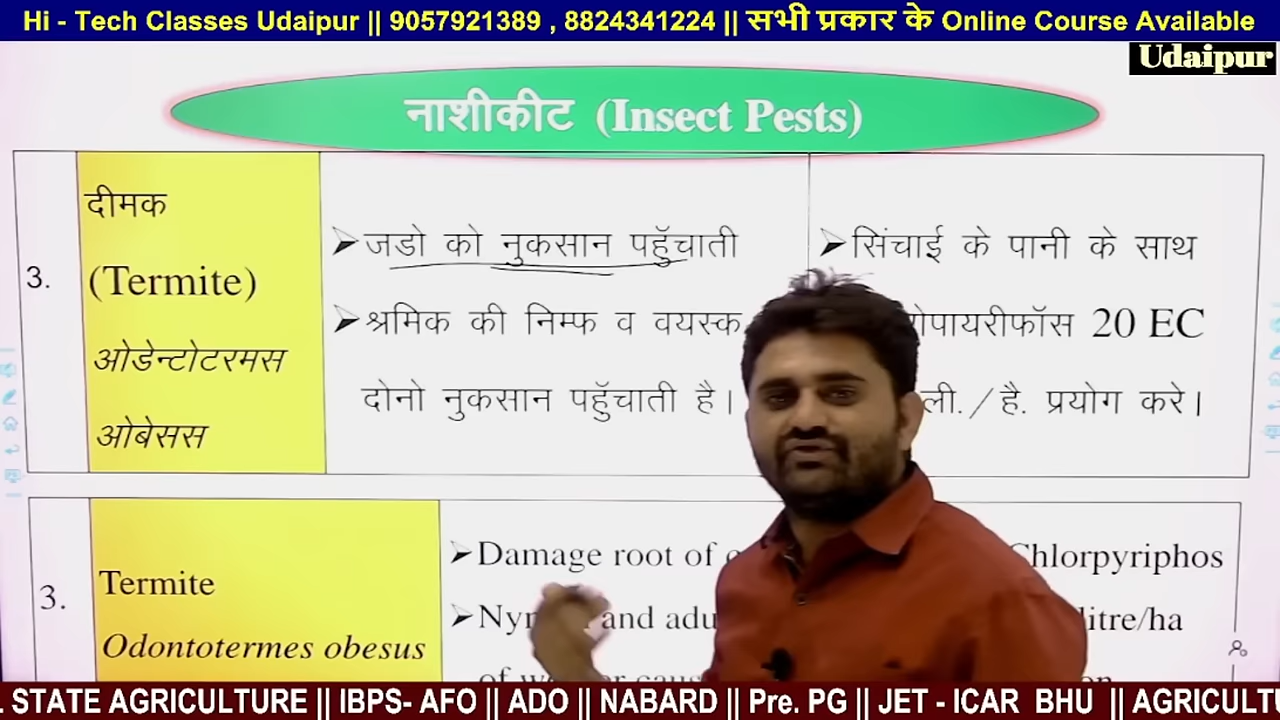 Hi - Tech Classes Udaipur || 9057921389 , 8824341224 || सभी प्रकार के Online Course Available
Udaipur
नाशीकीट (Insect Pests)
3.
दीमक
(Termite)
ओडेन्टोटरमस
ओबेसस
➢जडो को नुकसान पहुॅचाती
➢श्रमिक की निम्फ व वयस्क
दोनो नुकसान पहुॅचाती है।
➢सिंचाई के पानी के साथ
20 EC
ली./है. प्रयोग करे।
3.
Termite
Odontotermes obesus
➢Damage root of
and
Chlorpyriphos
litre/ha
STATE AGRICULTURE || IBPS- AFO || ADO || NABARD || Pre. PG || JET - ICAR BHU ||